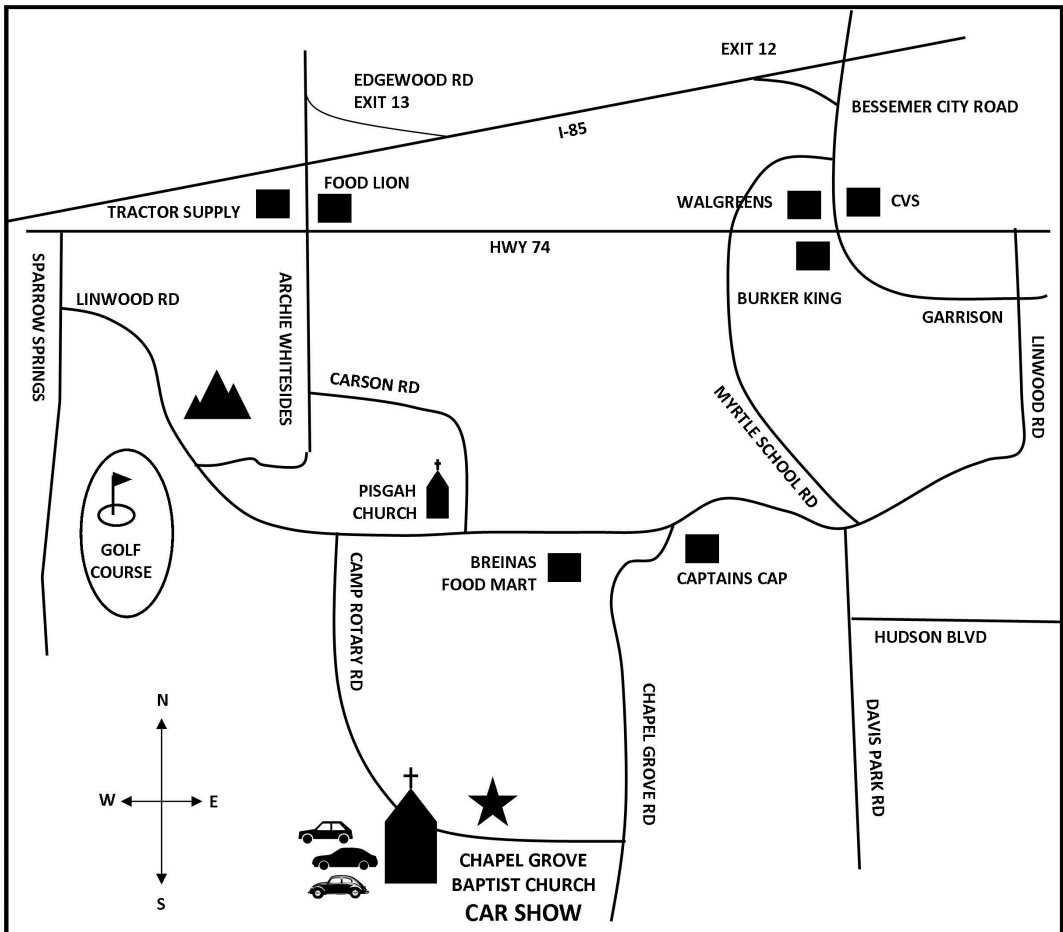 EXIT 12
EDGEWOOD RD
EXIT 13
BESSEMER CITY ROAD
I-85
FOOD LION
TRACTOR SUPPLY
WALGREENS
CVS
HWY 74
SPARROW SPRINGS
LINWOOD RD
ARCHIE WHITESIDES
BURKER KING
GARRISON
LINWOOD RD
CARSON RD
MYRTLE SCHOOL RD
PISGAH
CHURCH
GOLF
COURSE
CAMP ROTARY RD
BREINAS
FOOD MART
CAPTAINS CAP
HUDSON BLVD
CHAPEL GROVE RD
DAVIS PARK RD
N
W
E
S
CHAPEL GROVE
BAPTIST CHURCH
CAR SHOW